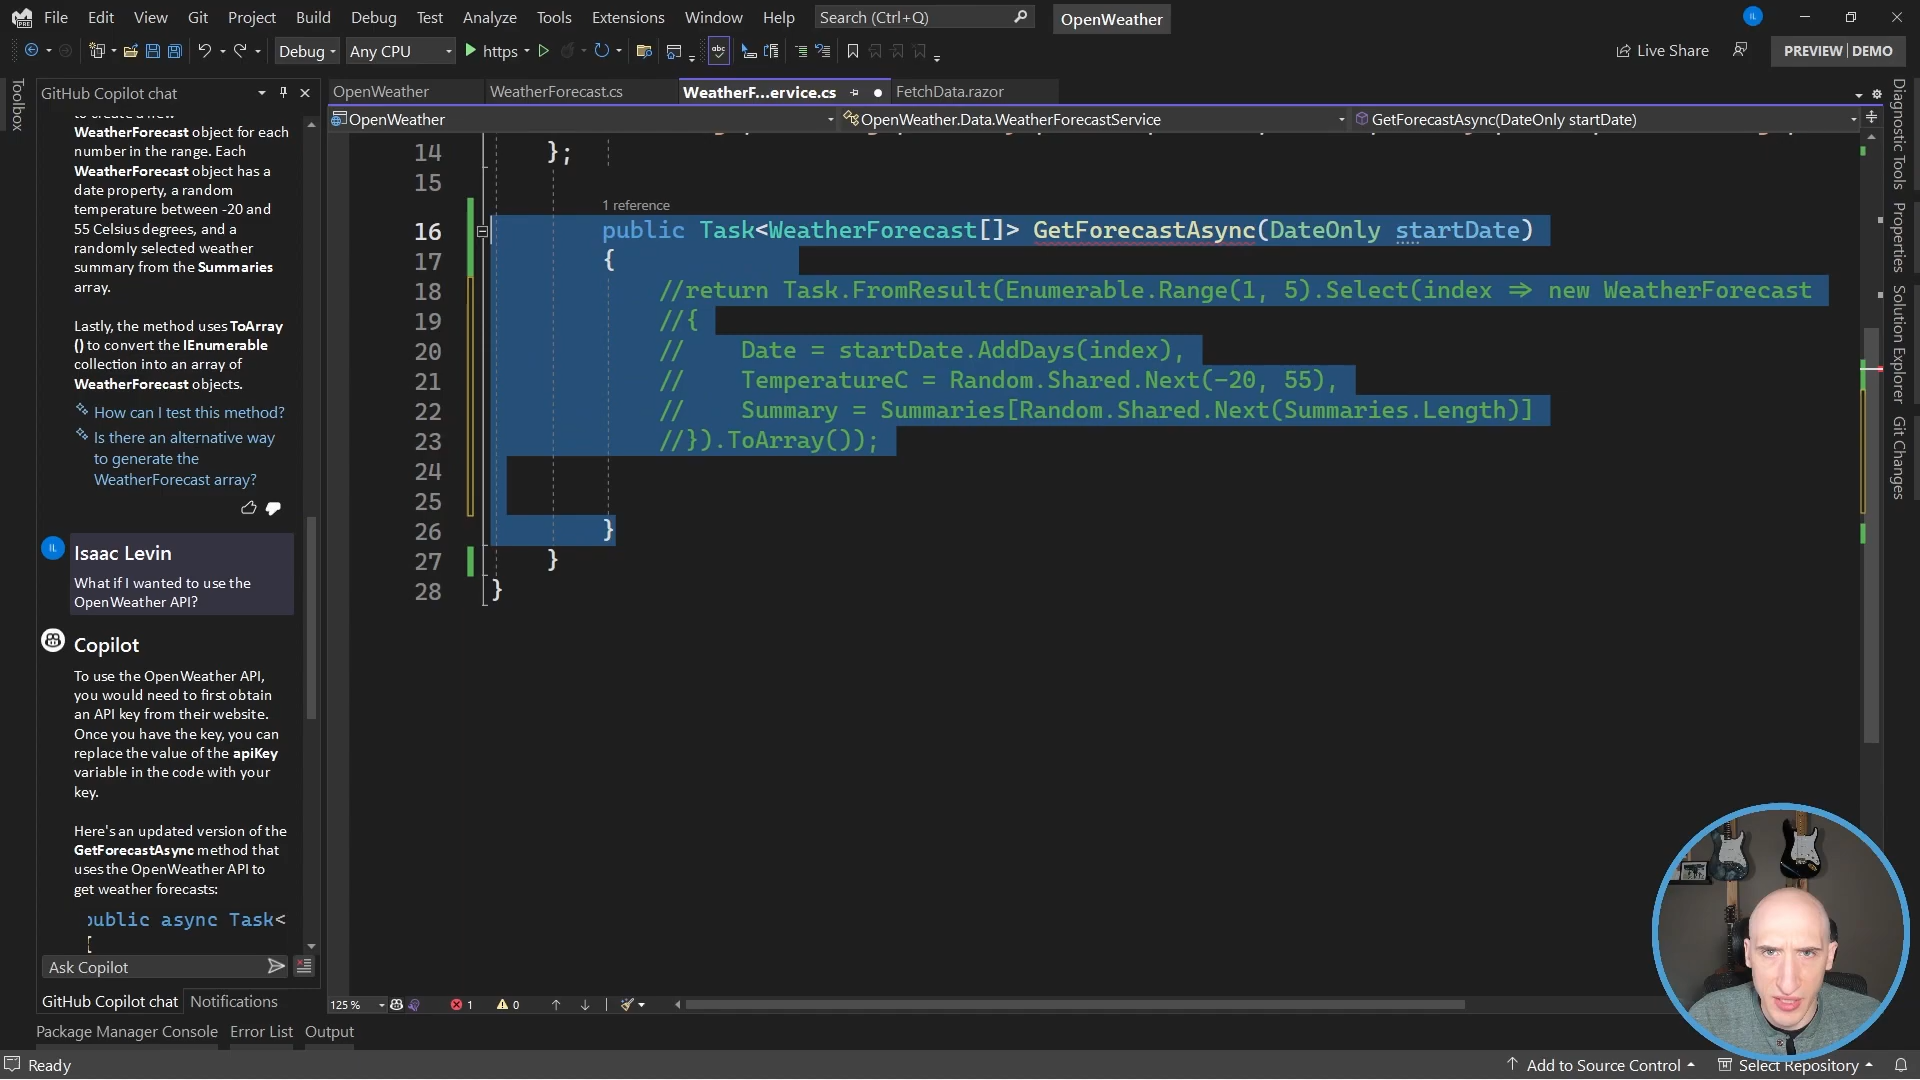 File Edit View Git Project Build Debug Test Analyze Tools Extensions Window Help Search (Ctrl+Q) OpenWeather IL
Debug Any CPU https Live Share PREVIEW | DEMO
Toolbox
GitHub Copilot chat
WeatherForecast object for each
number in the range. Each
WeatherForecast object has a
date property, a random
temperature between -20 and
55 Celsius degrees, and a
randomly selected weather
summary from the Summaries
array.
Lastly, the method uses ToArray
() to convert the IEnumerable
collection into an array of
WeatherForecast objects.
How can I test this method?
Is there an alternative way
to generate the
WeatherForecast array?
IL Isaac Levin
What if I wanted to use the
OpenWeather API?
Copilot
To use the OpenWeather API,
you would need to first obtain
an API key from their website.
Once you have the key, you can
replace the value of the apiKey
variable in the code with your
key.
Here's an updated version of the
GetForecastAsync method that
uses the OpenWeather API to
get weather forecasts:
public async Task<
{
Ask Copilot
GitHub Copilot chat Notifications
OpenWeather WeatherForecast.cs WeatherF...ervice.cs FetchData.razor
OpenWeather OpenWeather.Data.WeatherForecastService GetForecastAsync(DateOnly startDate)
14 };
15
1 reference
16 public Task<WeatherForecast[]> GetForecastAsync(DateOnly startDate)
17 {
18 //return Task.FromResult(Enumerable.Range(1, 5).Select(index => new WeatherForecast
19 //{
20 // Date = startDate.AddDays(index),
21 // TemperatureC = Random.Shared.Next(-20, 55),
22 // Summary = Summaries[Random.Shared.Next(Summaries.Length)]
23 //}).ToArray());
24
25
26 }
27 }
28 }
125 % 1 0
Diagnostic Tools
Properties
Solution Explorer
Git Changes
Package Manager Console Error List Output
Ready Add to Source Control Select Repository